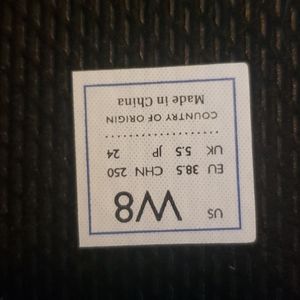 US W8
EU 38.5 CHN 250
UK 5.5 JP 24
COUNTRY OF ORIGIN
Made in China